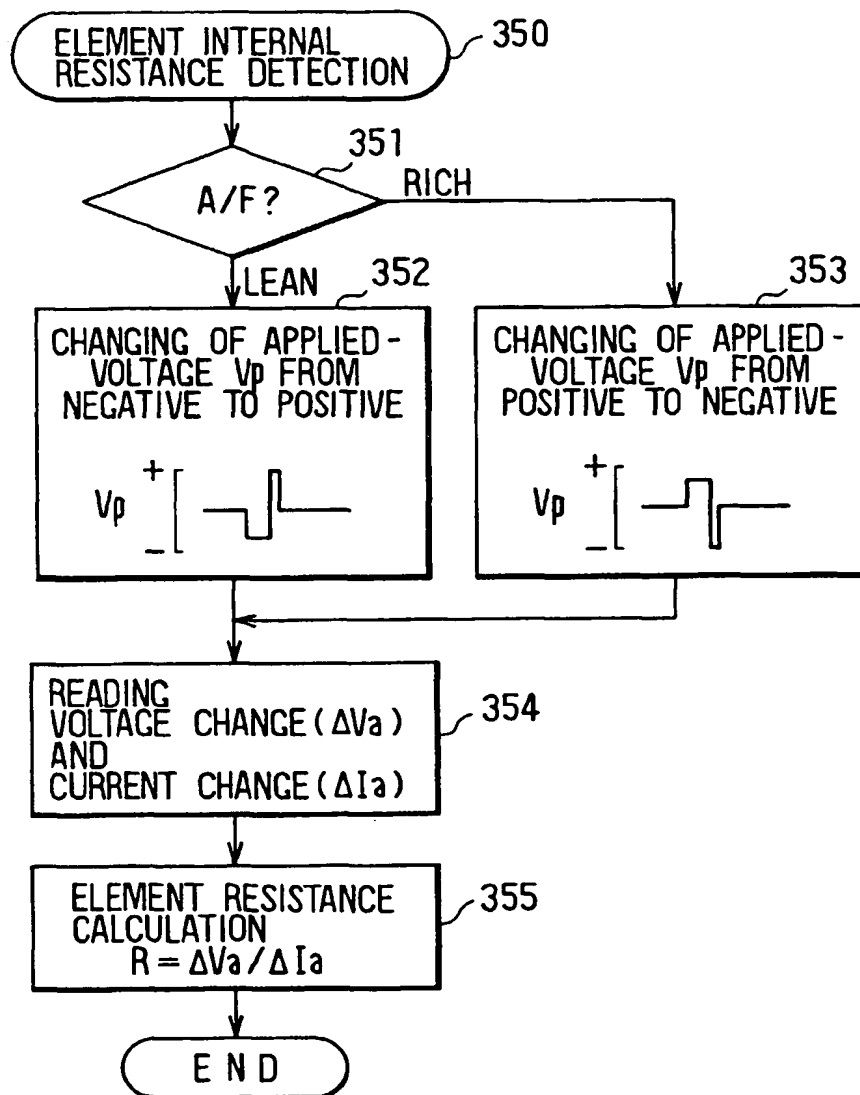 ELEMENT INTERNAL
RESISTANCE DETECTION
350
351
A/F?
RICH
LEAN
352
CHANGING OF APPLIED-
VOLTAGE Vp FROM
NEGATIVE TO POSITIVE
Vp
+
−
353
CHANGING OF APPLIED-
VOLTAGE Vp FROM
POSITIVE TO NEGATIVE
Vp
+
−
READING
VOLTAGE CHANGE(ΔVa)
AND
CURRENT CHANGE(ΔIa)
354
ELEMENT RESISTANCE
CALCULATION
R=ΔVa/ΔIa
355
END